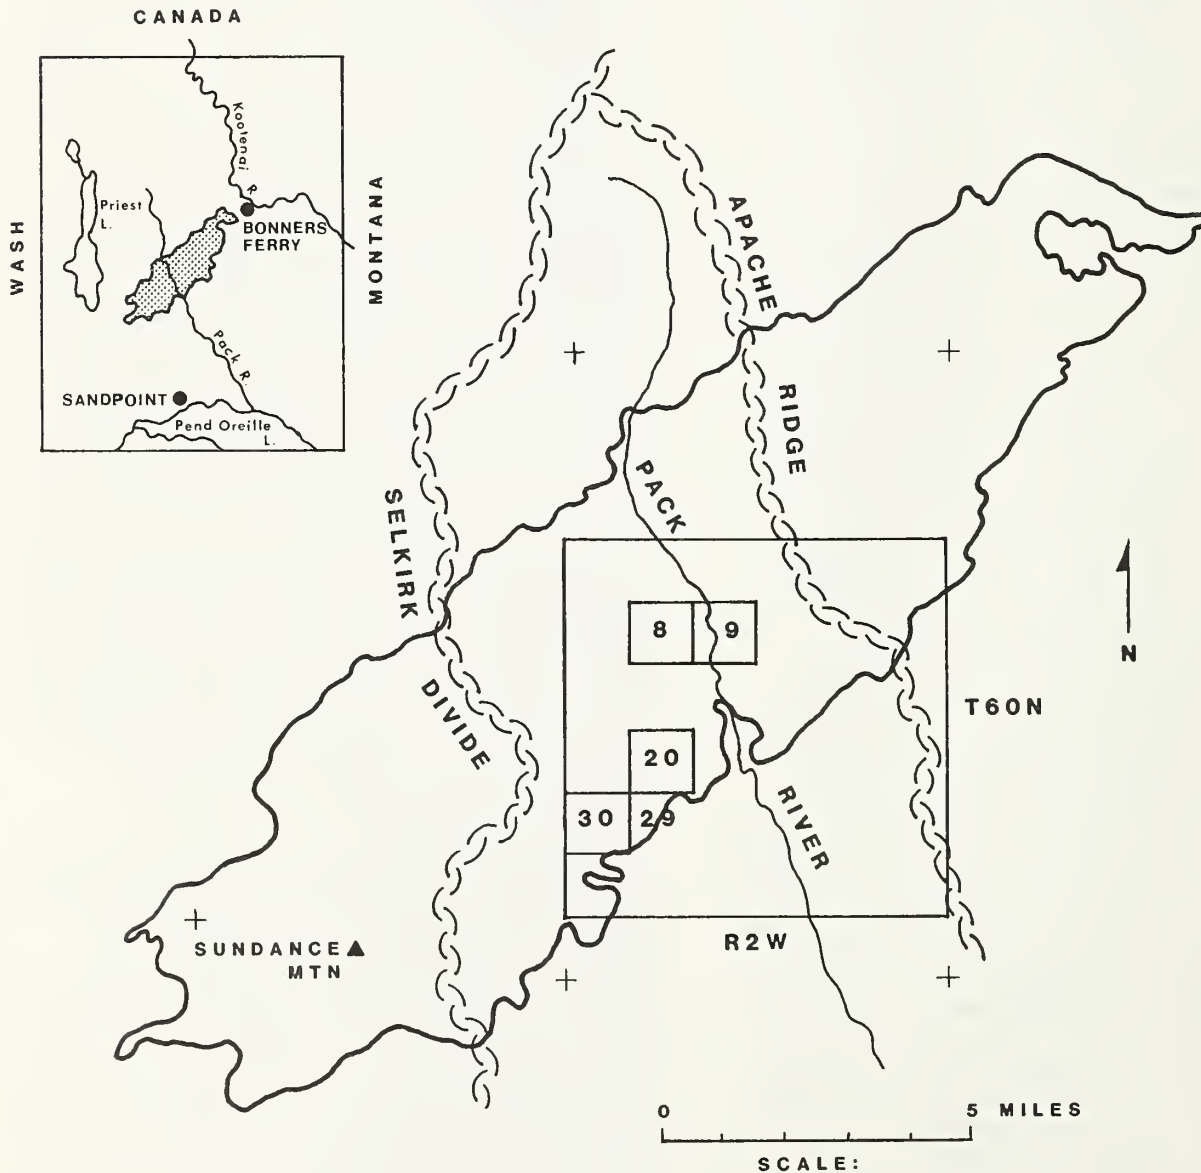 CANADA
WASH
MONTANA
Kootenai R.
Priest
L.
BONNERS
FERRY
Pack R.
SANDPOINT
Pend Oreille
L.
APACHE
RIDGE
SELKIRK
DIVIDE
PACK
RIVER
8
9
20
30
29
N
T60N
R2W
SUNDANCE
MTN
0 5 MILES
SCALE: